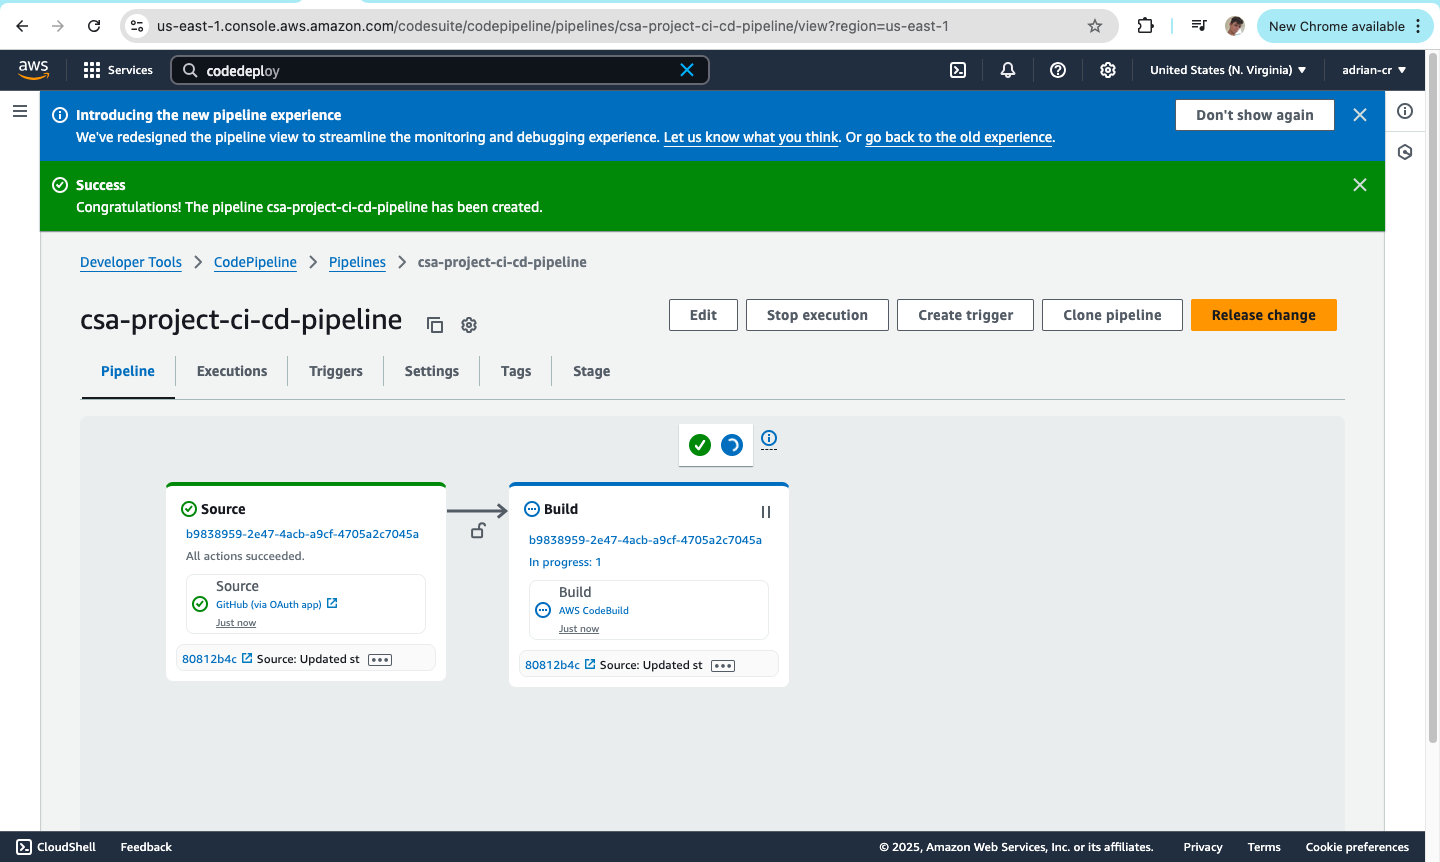 us-east-1.console.aws.amazon.com/codesuite/codepipeline/pipelines/csa-project-ci-cd-pipeline/view?region=us-east-1
New Chrome available
aws
Services
codedeploy
United States (N. Virginia)
adrian-cr
Introducing the new pipeline experience
We've redesigned the pipeline view to streamline the monitoring and debugging experience. Let us know what you think. Or go back to the old experience.
Don't show again
Success
Congratulations! The pipeline csa-project-ci-cd-pipeline has been created.
Developer Tools
CodePipeline
Pipelines
csa-project-ci-cd-pipeline
csa-project-ci-cd-pipeline
Edit
Stop execution
Create trigger
Clone pipeline
Release change
Pipeline
Executions
Triggers
Settings
Tags
Stage
Source
b9838959-2e47-4acb-a9cf-4705a2c7045a
All actions succeeded.
Source
GitHub (via OAuth app)
Just now
80812b4c Source: Updated st
Build
b9838959-2e47-4acb-a9cf-4705a2c7045a
In progress: 1
Build
AWS CodeBuild
Just now
80812b4c Source: Updated st
CloudShell
Feedback
© 2025, Amazon Web Services, Inc. or its affiliates.
Privacy
Terms
Cookie preferences